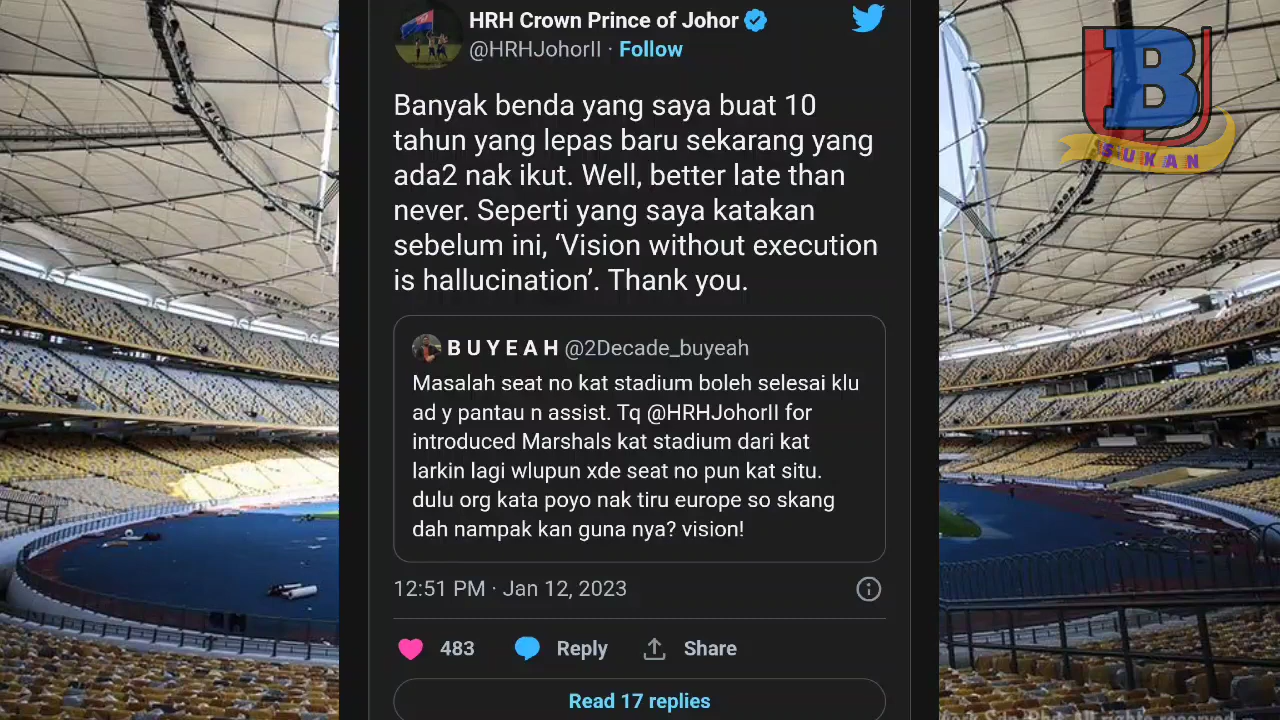 HRH Crown Prince of Johor
@HRHJohorII · Follow
Banyak benda yang saya buat 10
tahun yang lepas baru sekarang yang
ada2 nak ikut. Well, better late than
never. Seperti yang saya katakan
sebelum ini, ‘Vision without execution
is hallucination’. Thank you.
B U Y E A H @2Decade_buyeah
Masalah seat no kat stadium boleh selesai klu
ad y pantau n assist. Tq @HRHJohorII for
introduced Marshals kat stadium dari kat
larkin lagi wlupun xde seat no pun kat situ.
dulu org kata poyo nak tiru europe so skang
dah nampak kan guna nya? vision!
12:51 PM · Jan 12, 2023
483 Reply Share
Read 17 replies
BU
SUKAN